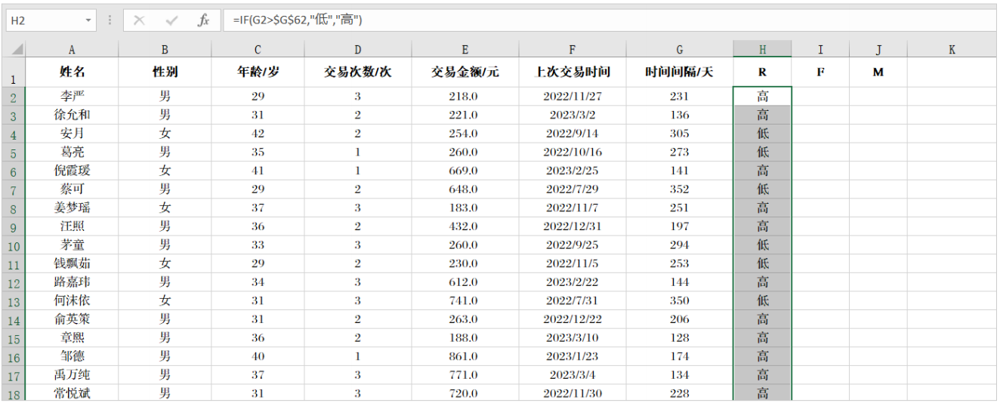 H2 fx =IF(G2>$G$62,"低","高")
A B C D E F G H I J K
1 姓名 性别 年龄/岁 交易次数/次 交易金额/元 上次交易时间 时间间隔/天 R F M
2 李严 男 29 3 218.0 2022/11/27 231 高
3 徐允和 男 31 2 221.0 2023/3/2 136 高
4 安月 女 42 2 254.0 2022/9/14 305 低
5 葛亮 男 35 1 260.0 2022/10/16 273 低
6 倪霞瑗 女 41 1 669.0 2023/2/25 141 高
7 蔡可 男 29 2 648.0 2022/7/29 352 低
8 姜梦瑶 女 37 3 183.0 2022/11/7 251 高
9 汪照 男 36 2 432.0 2022/12/31 197 高
10 茅童 男 33 3 260.0 2022/9/25 294 低
11 钱飘茹 女 29 2 230.0 2022/11/5 253 低
12 路嘉玮 男 34 3 612.0 2023/2/22 144 高
13 何沫依 女 31 3 741.0 2022/7/31 350 低
14 俞英策 男 31 2 263.0 2022/12/22 206 高
15 章熙 男 36 2 188.0 2023/3/10 128 高
16 邹德 男 40 1 861.0 2023/1/23 174 高
17 禹万纯 男 37 3 771.0 2023/3/4 134 高
18 常悦斌 男 31 3 720.0 2022/11/30 228 高